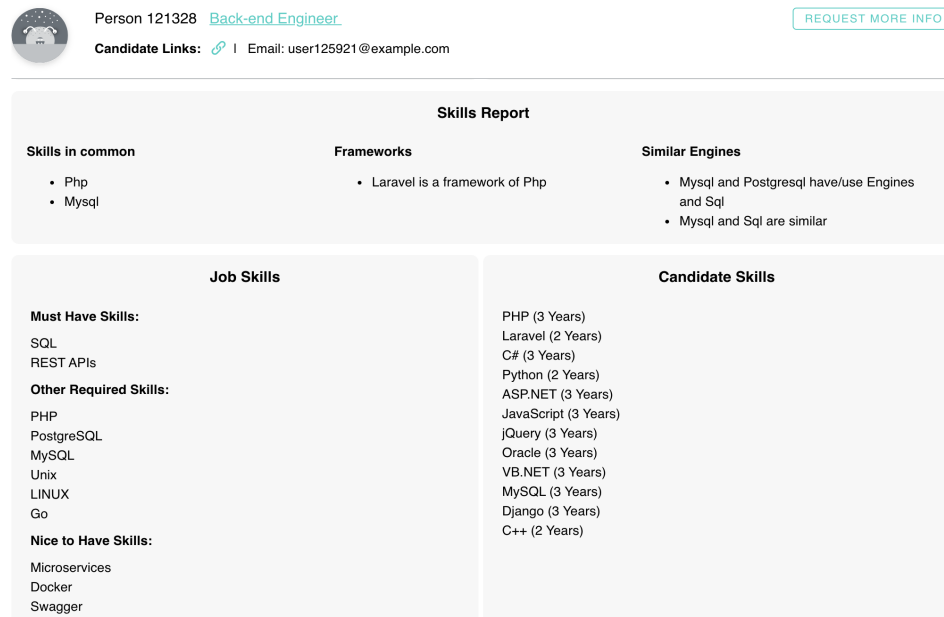 Person 121328 Back-end Engineer
REQUEST MORE INFO
Candidate Links: | Email: user125921@example.com
Skills Report
Skills in common
Php
Mysql
Frameworks
Laravel is a framework of Php
Similar Engines
Mysql and Postgresql have/use Engines
and Sql
Mysql and Sql are similar
Job Skills
Must Have Skills:
SQL
REST APIs
Other Required Skills:
PHP
PostgreSQL
MySQL
Unix
LINUX
Go
Nice to Have Skills:
Microservices
Docker
Swagger
Candidate Skills
PHP (3 Years)
Laravel (2 Years)
C# (3 Years)
Python (2 Years)
ASP.NET (3 Years)
JavaScript (3 Years)
jQuery (3 Years)
Oracle (3 Years)
VB.NET (3 Years)
MySQL (3 Years)
Django (3 Years)
C++ (2 Years)